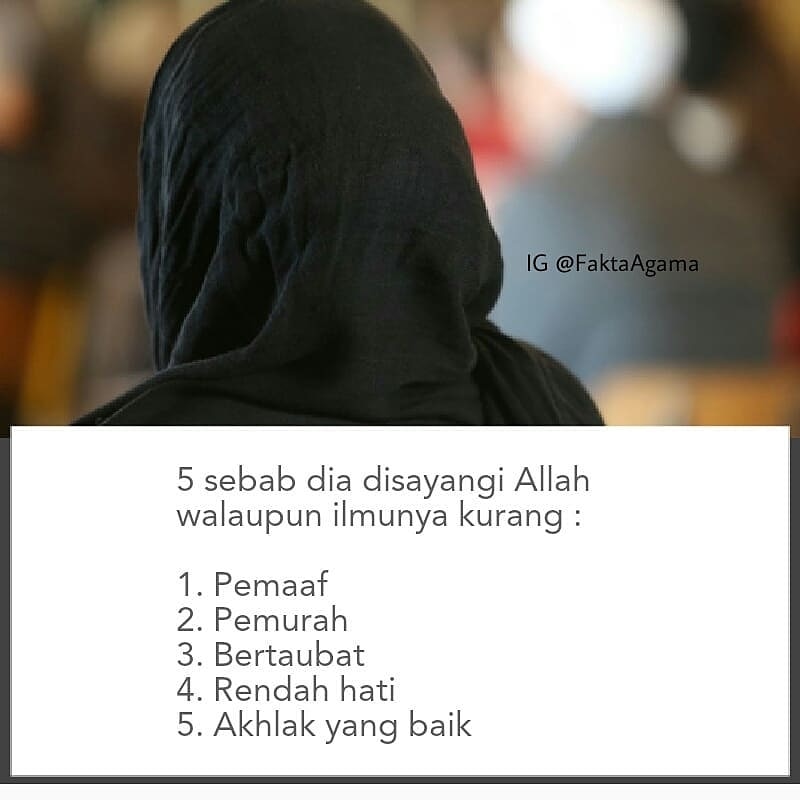 IG @FaktaAgama
5 sebab dia disayangi Allah
walaupun ilmunya kurang :
1. Pemaaf
2. Pemurah
3. Bertaubat
4. Rendah hati
5. Akhlak yang baik